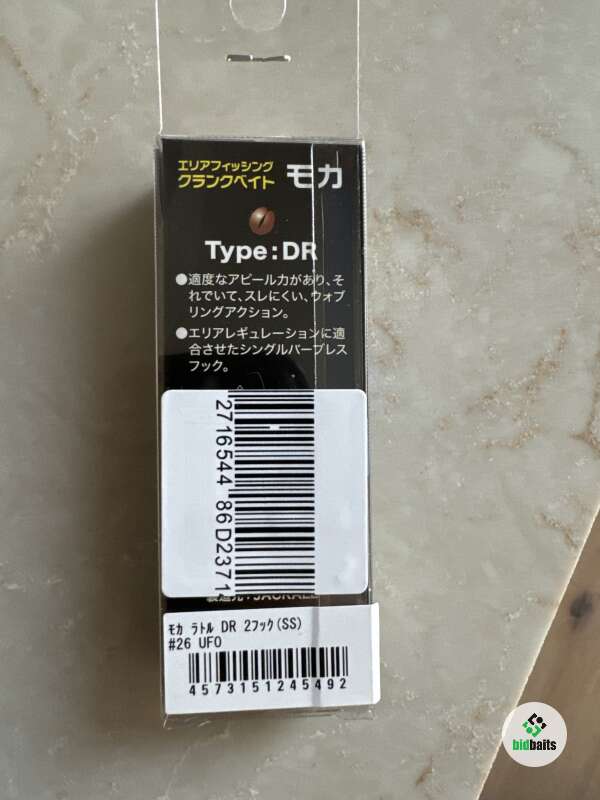 エリアフィッシング
クランクベイト モカ
Type:DR
●適度なアピール力があり、そ
れでいて、スレにくい、ウォブ
リングアクション。
●エリアレギュレーションに適
合させたシングルバーブレス
フック。
2716544 86D2371
モカ ラトル DR 2フック(SS)
#26 UFO
4573151245492
bidbaits